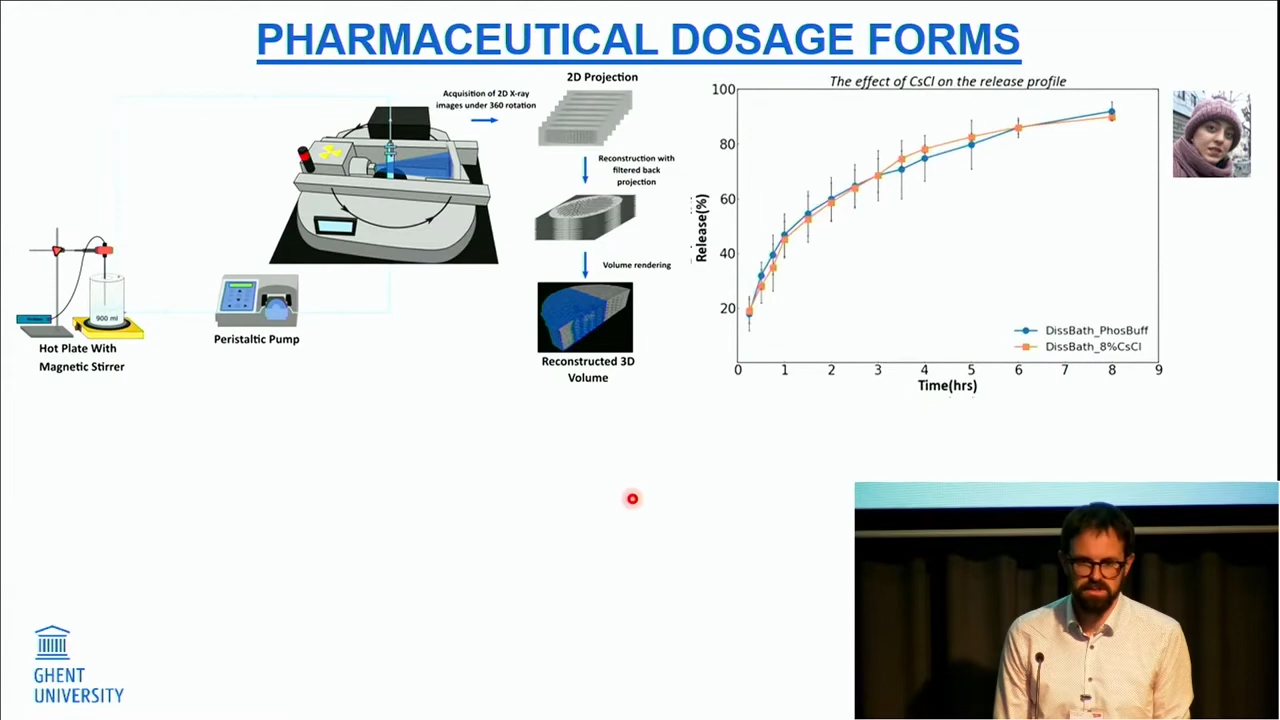 PHARMACEUTICAL DOSAGE FORMS
Acquisition of 2D X-ray
images under 360 rotation
2D Projection
Reconstruction with
filtered back
projection
Volume rendering
Reconstructed 3D
Volume
900 ml
Hot Plate With
Magnetic Stirrer
Peristaltic Pump
The effect of CsCl on the release profile
100
80
60
40
20
Release(%)
0 1 2 3 4 5 6 7 8 9
Time(hrs)
DissBath_PhosBuff
DissBath_8%CsCl
GHENT
UNIVERSITY